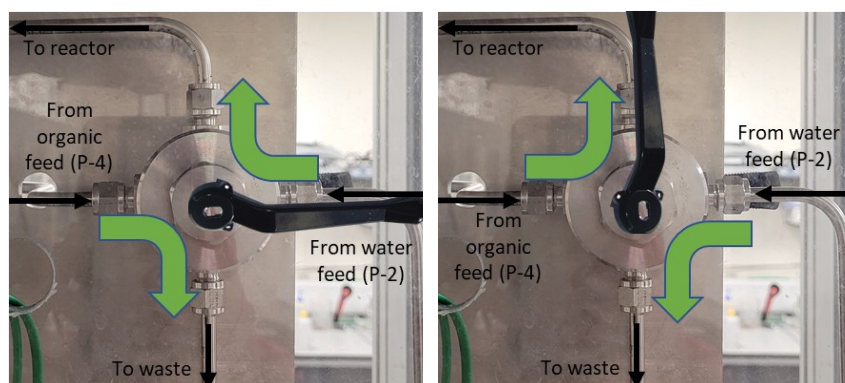 To reactor
From
organic
feed (P-4)
From water
feed (P-2)
To waste
To reactor
From water
feed (P-2)
From
organic
feed (P-4)
To waste